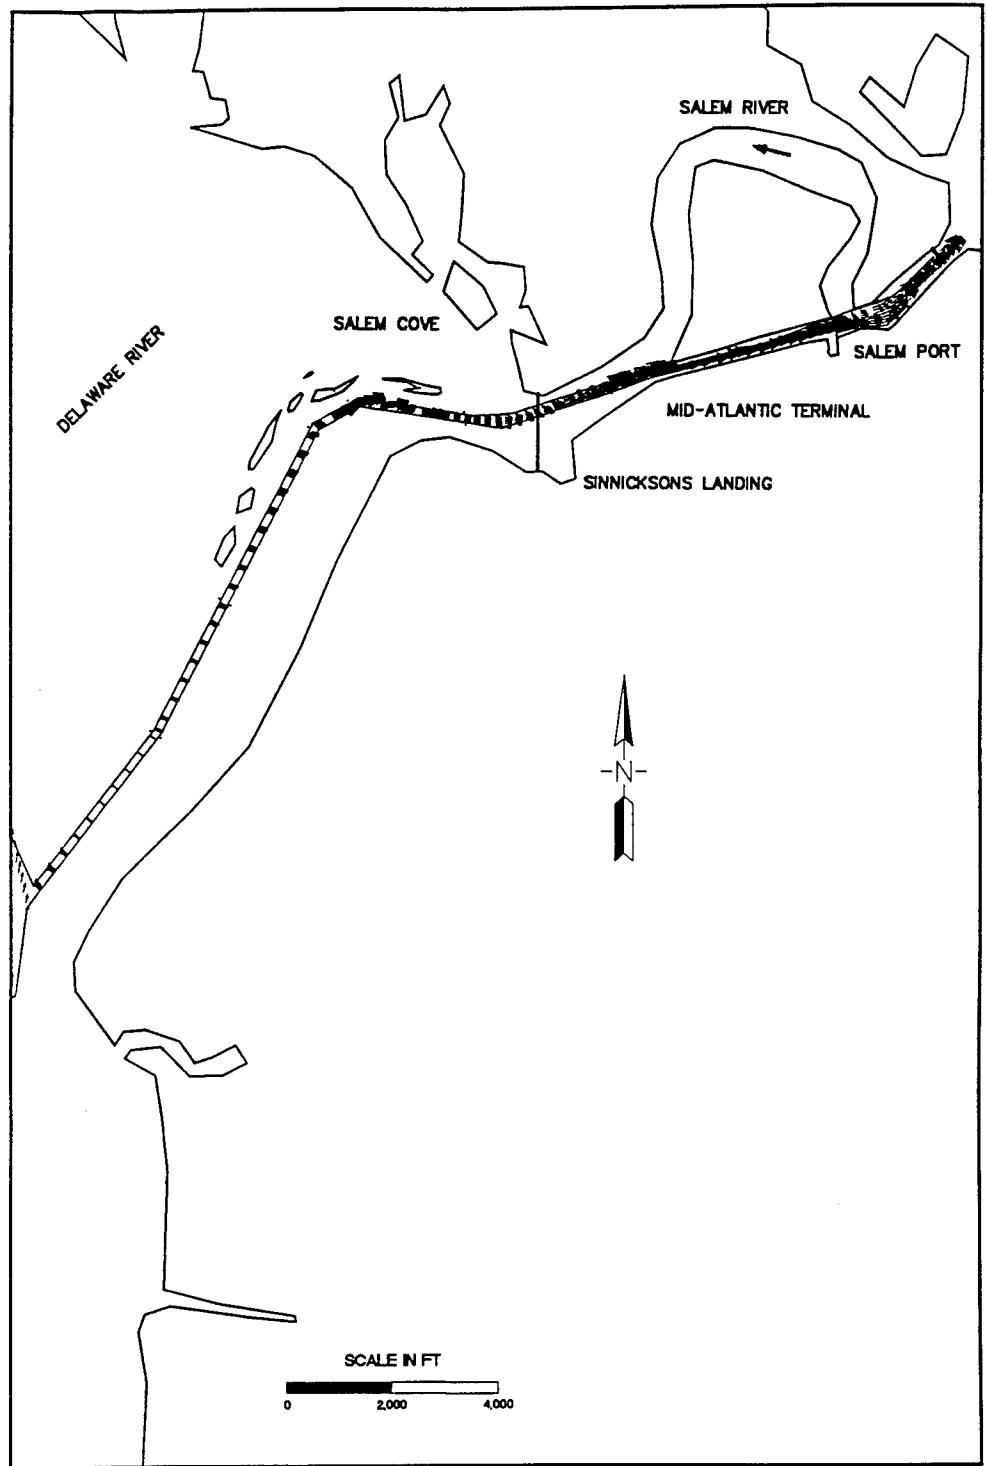 SALEM RIVER
SALEM COVE
DELAWARE RIVER
SALEM PORT
MID-ATLANTIC TERMINAL
SINNICKSONS LANDING
-N-
SCALE IN FT
0 2,000 4,000